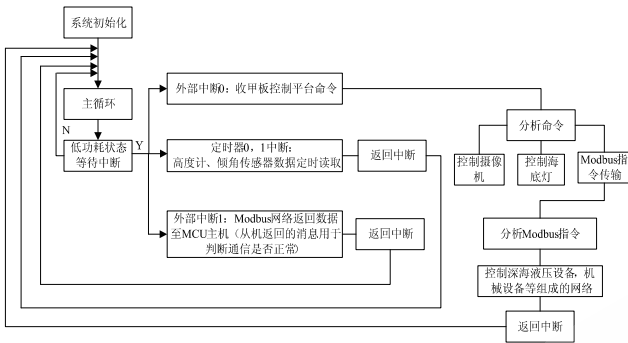 系统初始化
主循环
N
低功耗状态
等待中断
Y
外部中断0：收甲板控制平台命令
定时器0，1中断：
高度计、倾角传感器数据定时读取
返回中断
外部中断1：Modbus网络返回数据
至MCU主机（从机返回的消息用于
判断通信是否正常）
返回中断
分析命令
控制摄像
机
控制海
底灯
Modbus指
令传输
分析Modbus指令
控制深海液压设备，机
械设备等组成的网络
返回中断